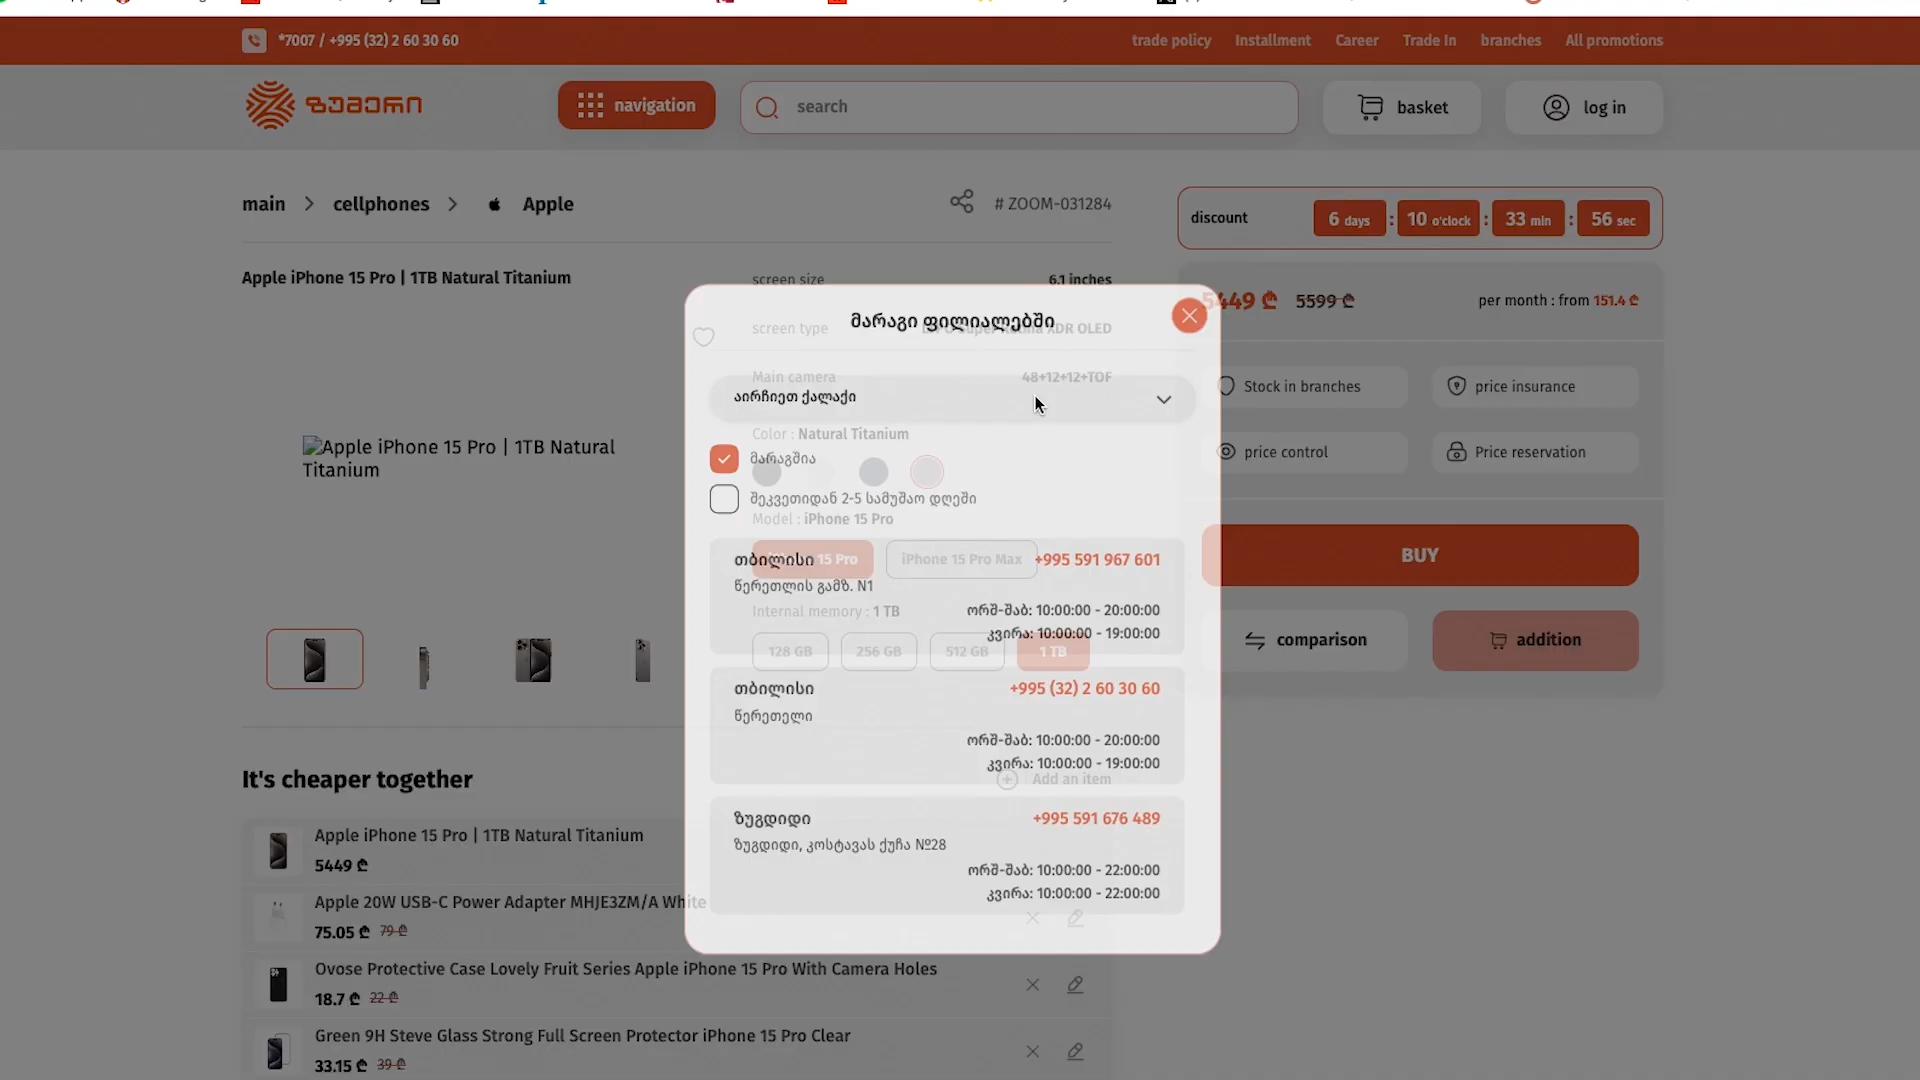 *7007 / +995 (32) 2 60 30 60
trade policy Installment Career Trade In branches All promotions
ზუმერი
navigation
search
basket
log in
main > cellphones > Apple
# ZOOM-031284
discount
6 days : 10 o'clock : 33 min : 56 sec
Apple iPhone 15 Pro | 1TB Natural Titanium
screen size 6.1 inches
5449 ₾ 5599 ₾
per month : from 151.4 ₾
მარაგი ფილიალებში
screen type XDR OLED
Main camera 48+12+12+TOF
აირჩიეთ ქალაქი
Stock in branches
price insurance
Color : Natural Titanium
Apple iPhone 15 Pro | 1TB Natural
Titanium
მარაგშია
price control
Price reservation
შეკვეთიდან 2-5 სამუშაო დღეში
Model : iPhone 15 Pro
თბილისი
15 Pro
iPhone 15 Pro Max
+995 591 967 601
BUY
წერეთლის გამზ. N1
Internal memory : 1 TB
ორშ-შაბ: 10:00:00 - 20:00:00
კვირა: 10:00:00 - 19:00:00
128 GB 256 GB 512 GB 1 TB
comparison
addition
თბილისი
+995 (32) 2 60 30 60
წერეთელი
ორშ-შაბ: 10:00:00 - 20:00:00
კვირა: 10:00:00 - 19:00:00
Add an item
ზუგდიდი
+995 591 676 489
ზუგდიდი, კოსტავას ქუჩა №28
ორშ-შაბ: 10:00:00 - 22:00:00
კვირა: 10:00:00 - 22:00:00
It's cheaper together
Apple iPhone 15 Pro | 1TB Natural Titanium
5449 ₾
Apple 20W USB-C Power Adapter MHJE3ZM/A White
75.05 ₾ 79 ₾
Ovose Protective Case Lovely Fruit Series Apple iPhone 15 Pro With Camera Holes
18.7 ₾ 22 ₾
Green 9H Steve Glass Strong Full Screen Protector iPhone 15 Pro Clear
33.15 ₾ 39 ₾